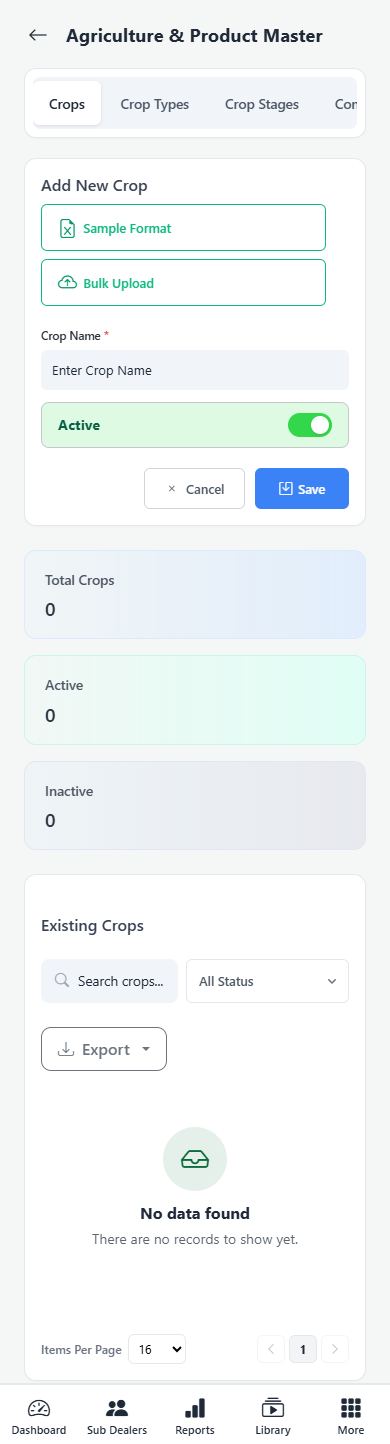 Agriculture & Product Master
Crops Crop Types Crop Stages
Add New Crop
Sample Format
Bulk Upload
Crop Name *
Enter Crop Name
Active
× Cancel Save
Total Crops
0
Active
0
Inactive
0
Existing Crops
Search crops... All Status
Export
No data found
There are no records to show yet.
Items Per Page 16 1
Dashboard Sub Dealers Reports Library More